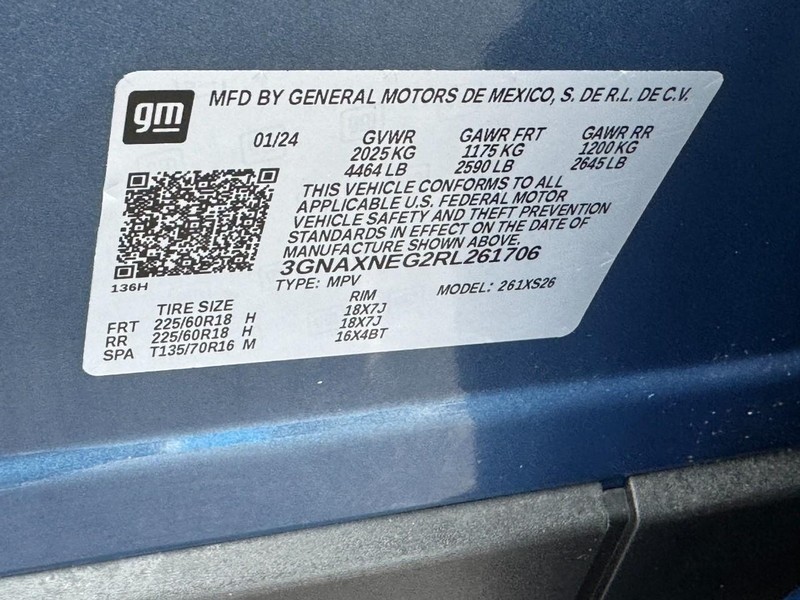 gm MFD BY GENERAL MOTORS DE MEXICO, S. DE R.L. DE C.V.
01/24 GVWR GAWR FRT GAWR RR
2025 KG 1175 KG 1200 KG
4464 LB 2590 LB 2645 LB
THIS VEHICLE CONFORMS TO ALL
APPLICABLE U.S. FEDERAL MOTOR
VEHICLE SAFETY AND THEFT PREVENTION
STANDARDS IN EFFECT ON THE DATE OF
MANUFACTURE SHOWN ABOVE.
3GNAXNEG2RL261706
136H
TYPE: MPV MODEL: 261XS26
TIRE SIZE RIM
FRT 225/60R18 H 18X7J
RR 225/60R18 H 18X7J
SPA T135/70R16 M 16X4BT